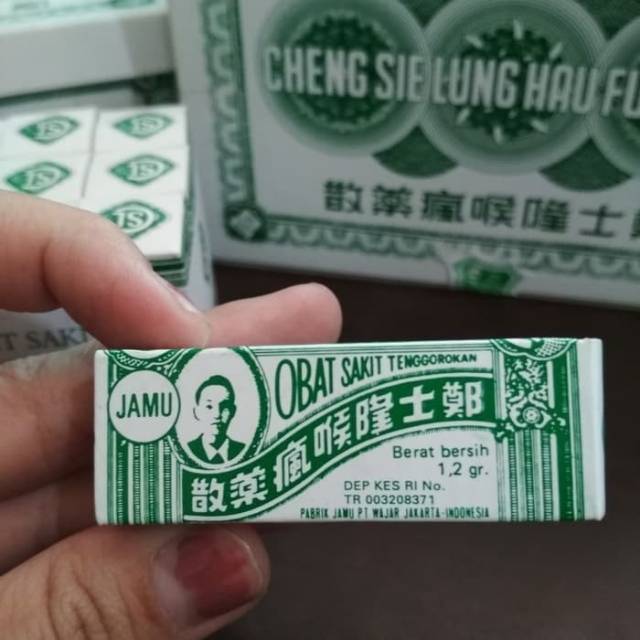 CHENG SIE LUNG HAU FU
散藥瘋喉隆士鄭
JAMU
OBAT SAKIT TENGGOROKAN
散藥瘋喉隆士鄭
Berat bersih
1,2 gr.
DEP KES RI No.
TR 003208371
PABRIK JAMU PT WAJAR JAKARTA-INDONESIA